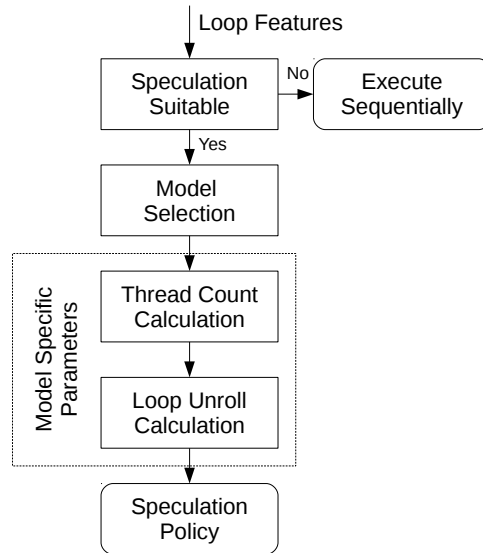 Loop Features
Speculation
Suitable
No
Execute
Sequentially
Yes
Model
Selection
Model Specific
Parameters
Thread Count
Calculation
Loop Unroll
Calculation
Speculation
Policy